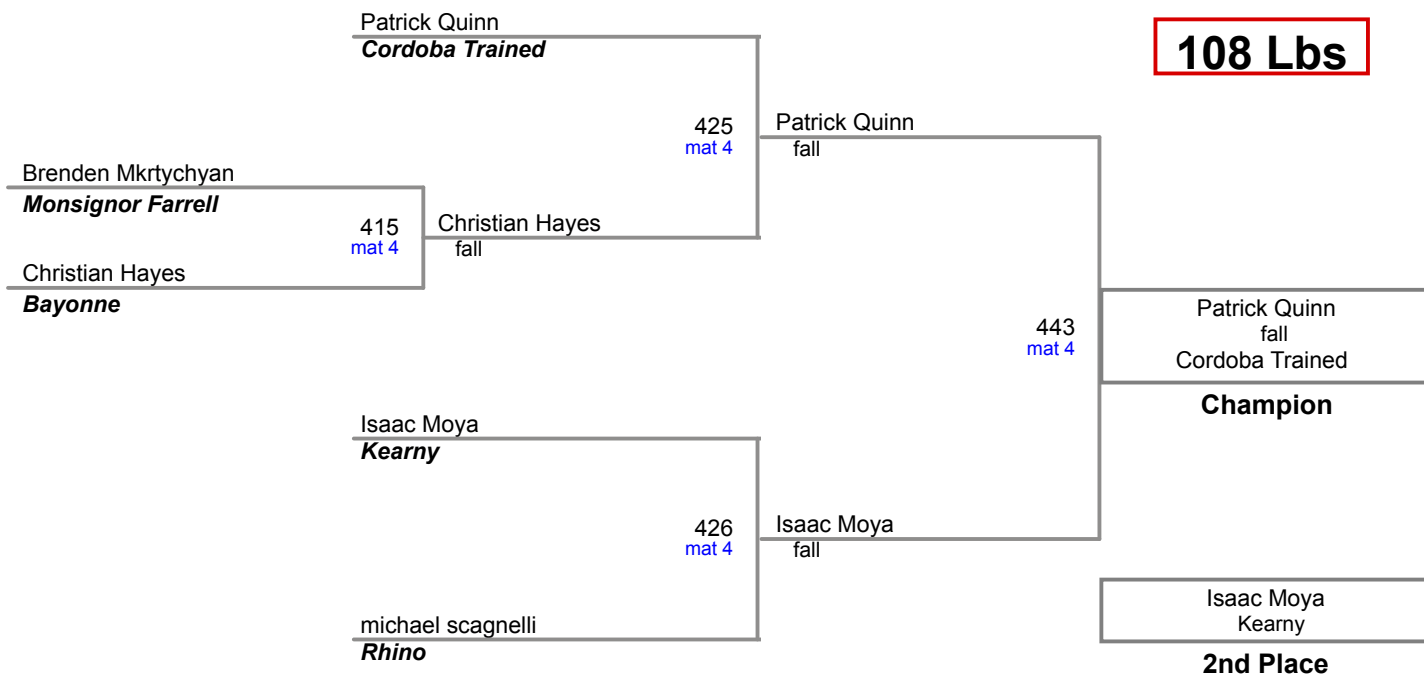 Patrick Quinn
Cordoba Trained
108 Lbs
425
mat 4
Patrick Quinn
fall
Brenden Mkrtychyan
Monsignor Farrell
415
mat 4
Christian Hayes
fall
Christian Hayes
Bayonne
443
mat 4
Patrick Quinn
fall
Cordoba Trained
Champion
Isaac Moya
Kearny
426
mat 4
Isaac Moya
fall
michael scagnelli
Rhino
Isaac Moya
Kearny
2nd Place